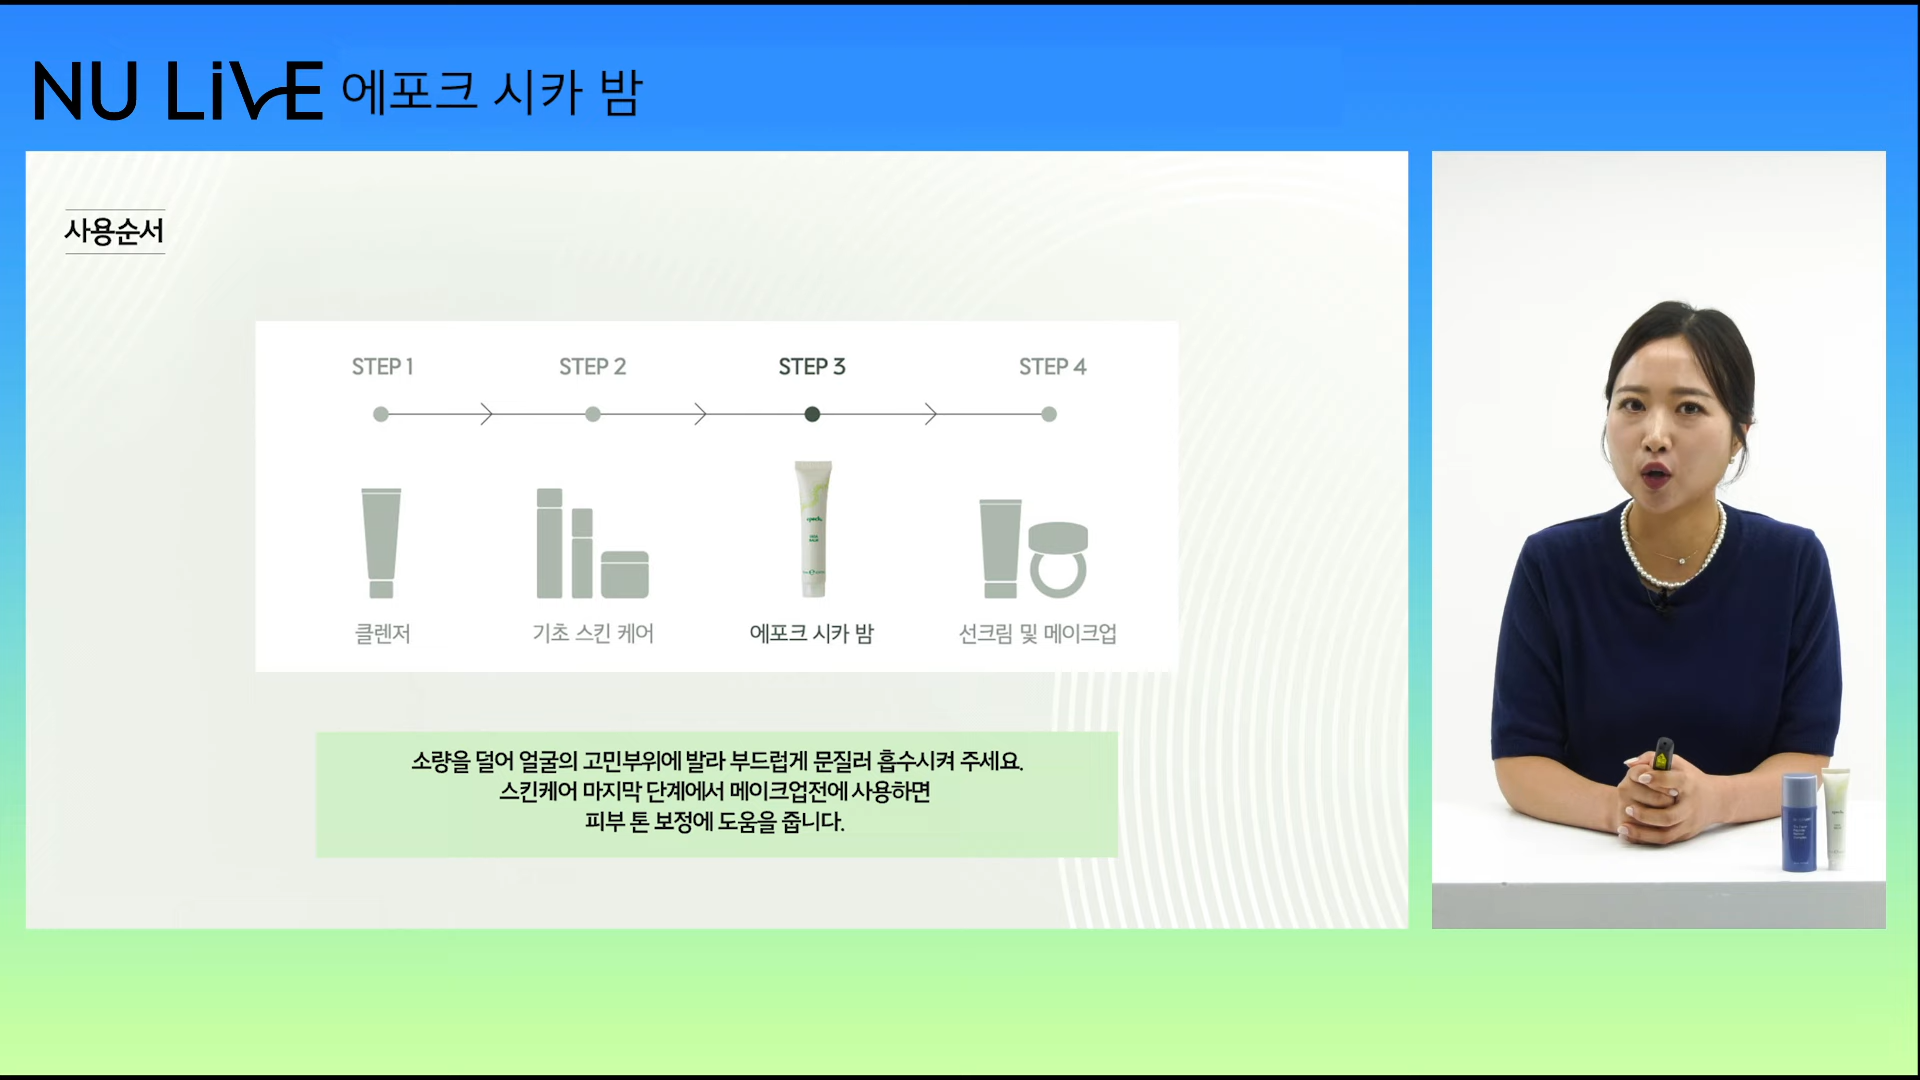 NU LiVE 에포크 시카 밤
사용순서
STEP 1
STEP 2
STEP 3
STEP 4
클렌저
기초 스킨 케어
에포크 시카 밤
선크림 및 메이크업
소량을 덜어 얼굴의 고민부위에 발라 부드럽게 문질러 흡수시켜 주세요.
스킨케어 마지막 단계에서 메이크업전에 사용하면
피부 톤 보정에 도움을 줍니다.